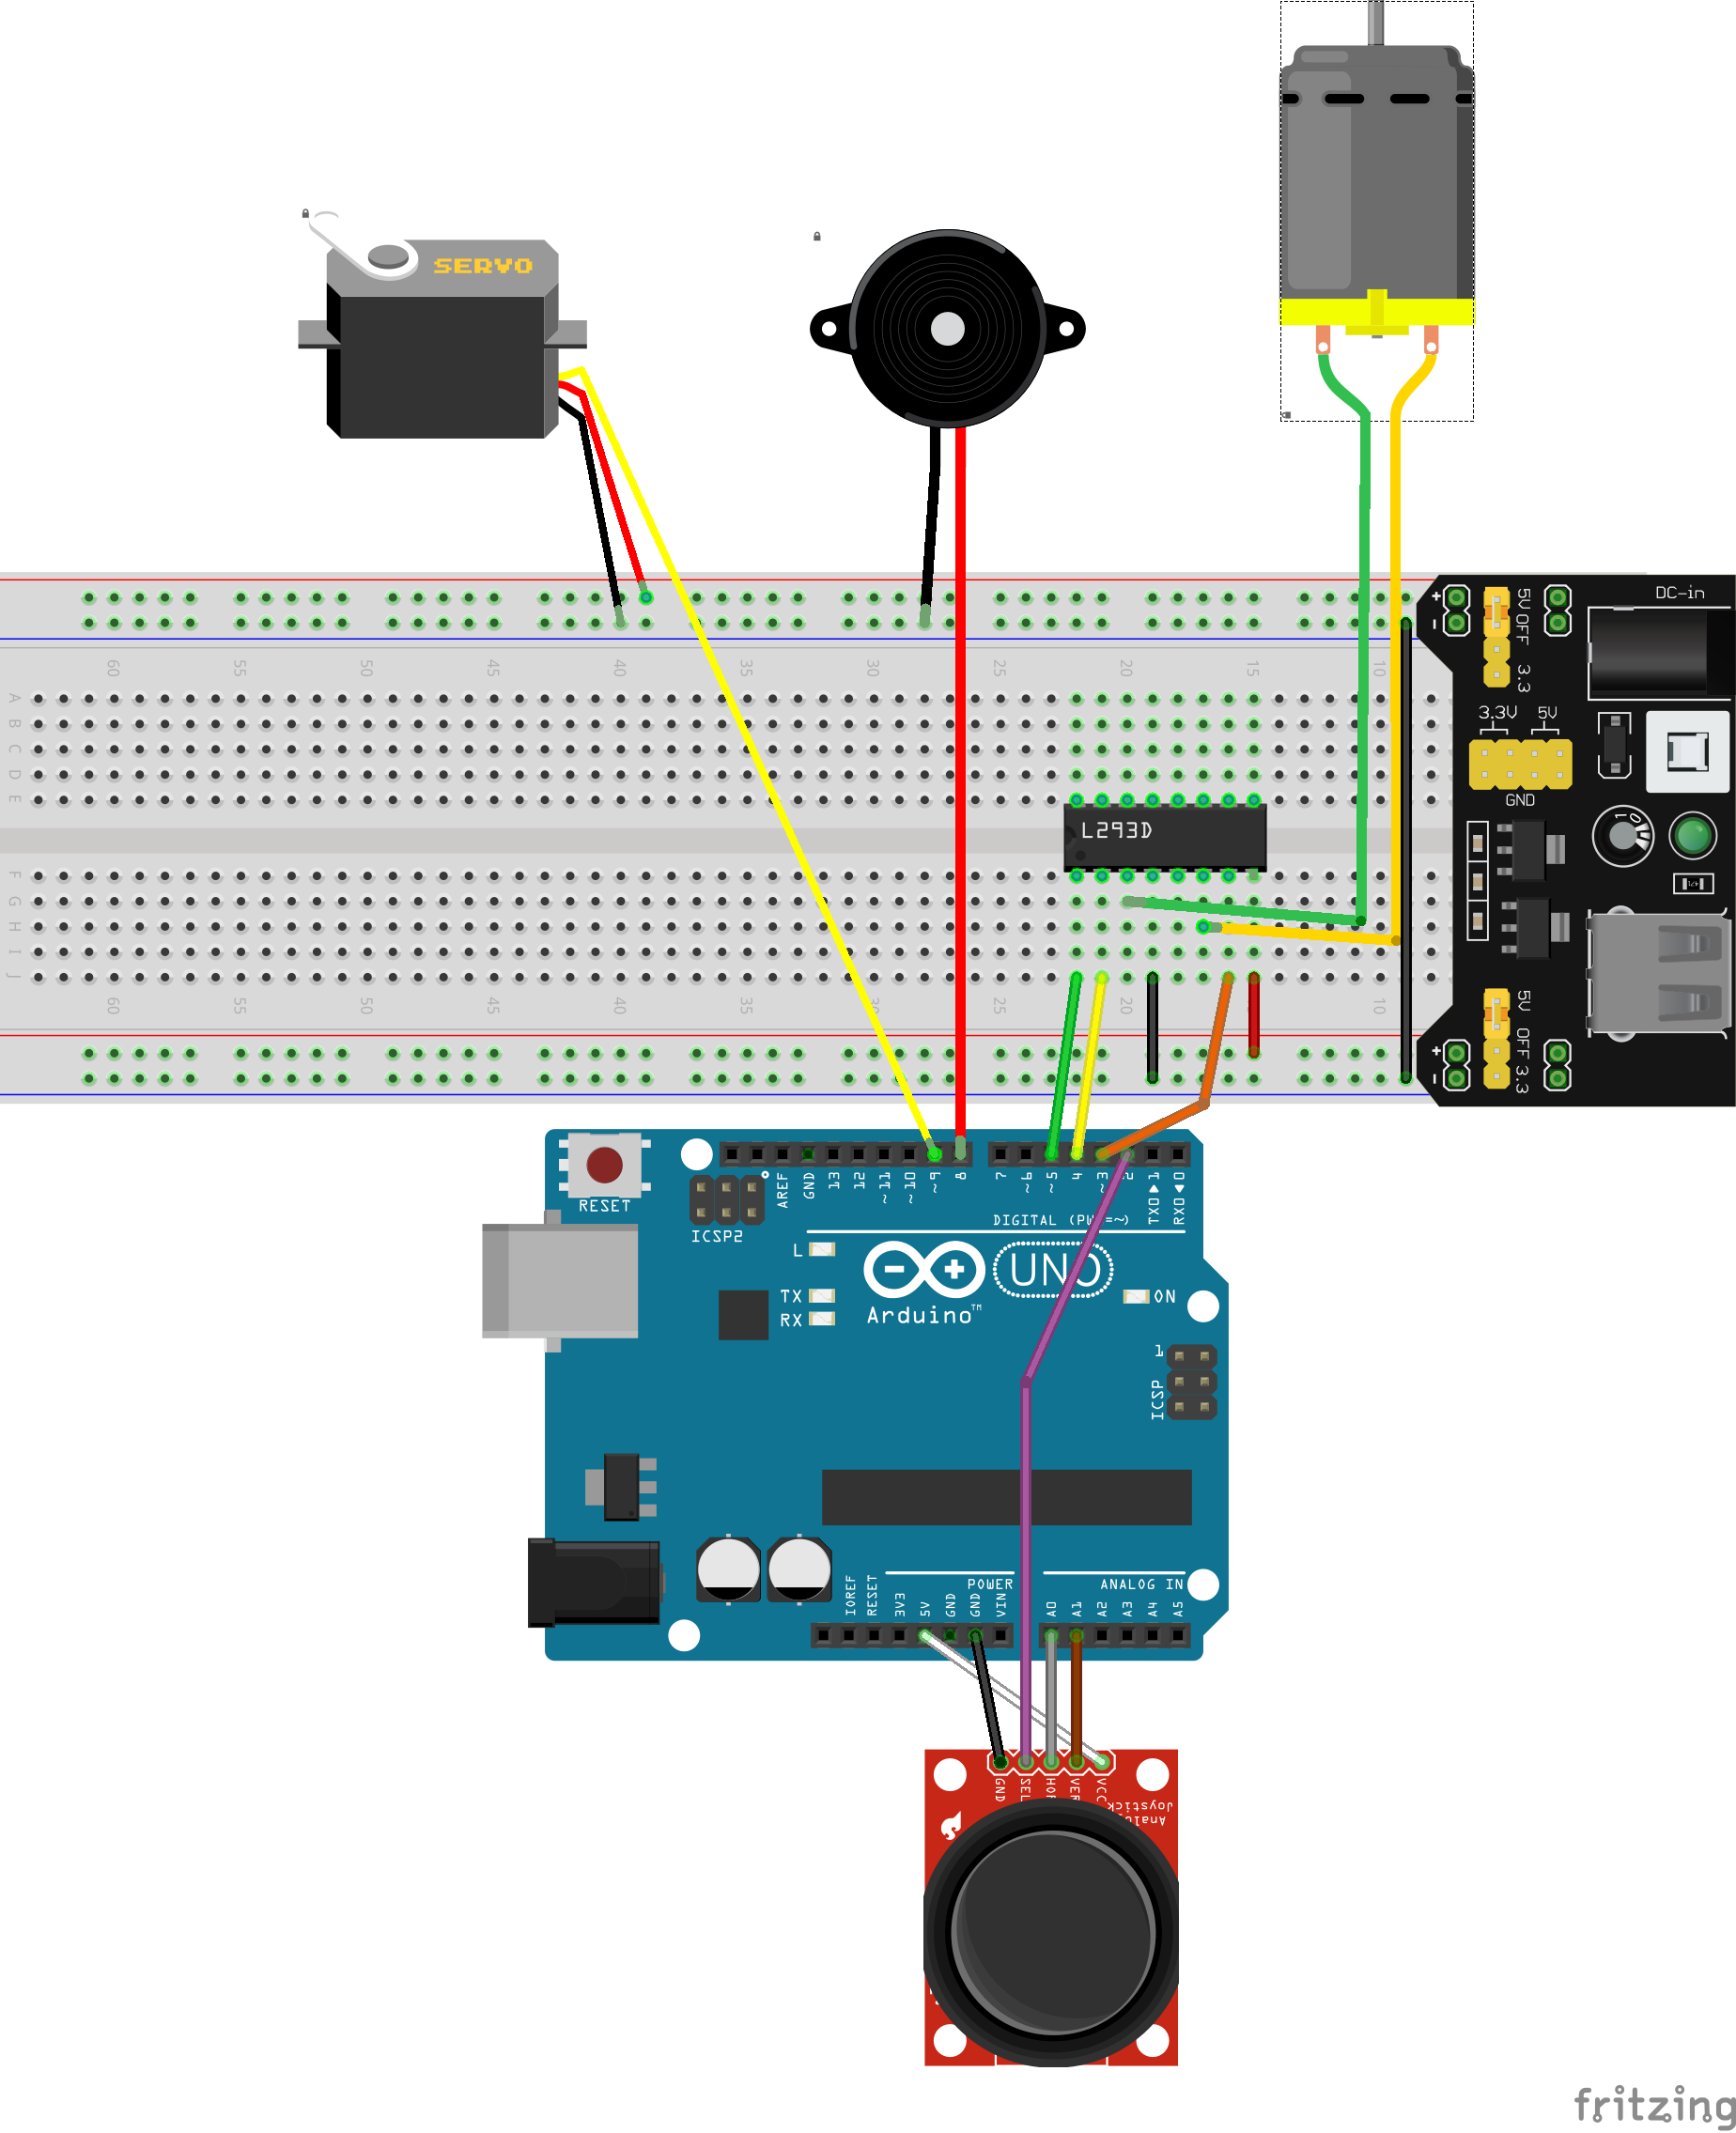 SERVO
DC-in
+
-
5V OFF 3.3
60 55 50 45 40 35 30 25 20 15 10
A
B
C
D
E
3.3V 5V
GND
L293D
F
G
H
I
J
60 55 50 45 40 35 30 25 20 15 10
+
-
5V OFF 3.3
RESET
AREF GND 13 12 ~11 ~10 ~9 8 7 ~6 ~5 4 ~3 2 TX0▶1 RX0◀0
ICSP2
DIGITAL (PW =~)
L
UNO
TX
RX
Arduino™
ON
1
ICSP
POWER
ANALOG IN
IOREF RESET 3V3 5V GND GND VIN A0 A1 A2 A3 A4 A5
GND SEL HOR VER VCC
Joystick
fritzing